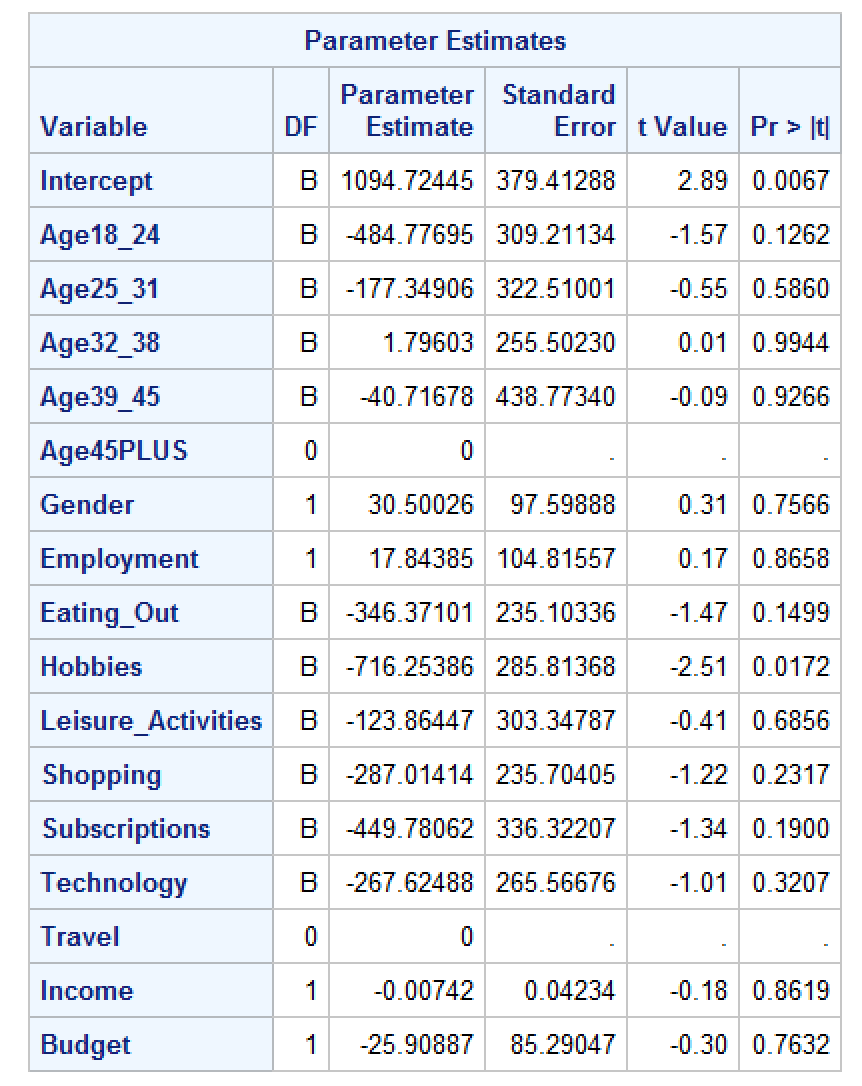 Parameter Estimates
Variable DF Parameter Estimate Standard Error t Value Pr > |t|
Intercept B 1094.72445 379.41288 2.89 0.0067
Age18_24 B -484.77695 309.21134 -1.57 0.1262
Age25_31 B -177.34906 322.51001 -0.55 0.5860
Age32_38 B 1.79603 255.50230 0.01 0.9944
Age39_45 B -40.71678 438.77340 -0.09 0.9266
Age45PLUS 0 0 . . .
Gender 1 30.50026 97.59888 0.31 0.7566
Employment 1 17.84385 104.81557 0.17 0.8658
Eating_Out B -346.37101 235.10336 -1.47 0.1499
Hobbies B -716.25386 285.81368 -2.51 0.0172
Leisure_Activities B -123.86447 303.34787 -0.41 0.6856
Shopping B -287.01414 235.70405 -1.22 0.2317
Subscriptions B -449.78062 336.32207 -1.34 0.1900
Technology B -267.62488 265.56676 -1.01 0.3207
Travel 0 0 . . .
Income 1 -0.00742 0.04234 -0.18 0.8619
Budget 1 -25.90887 85.29047 -0.30 0.7632